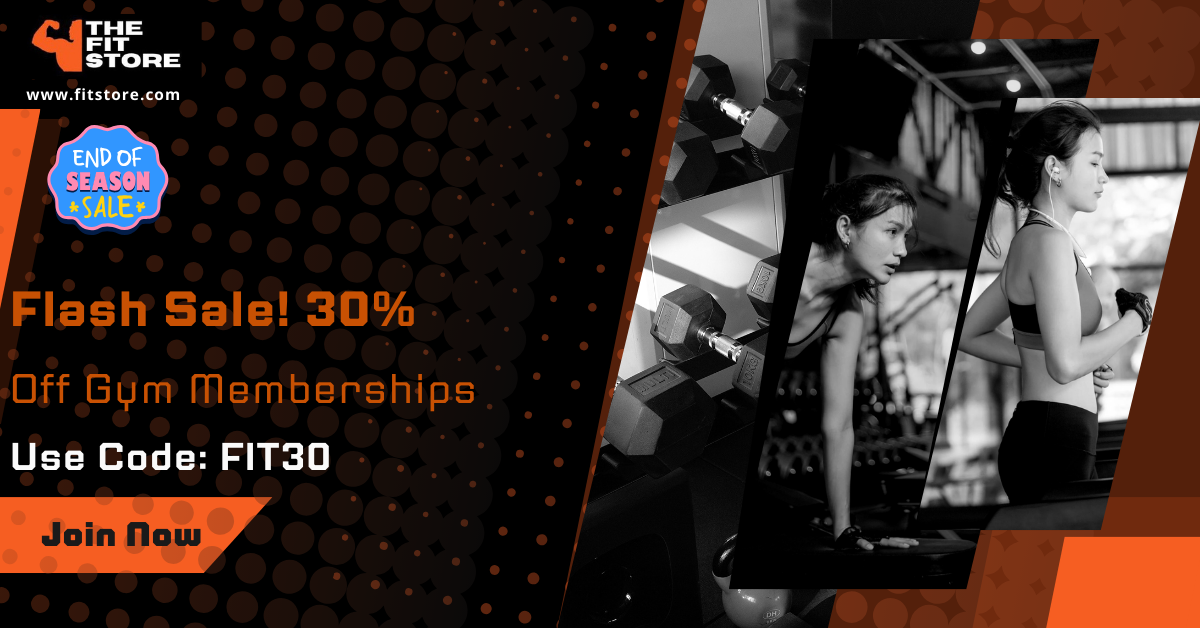 THE
FIT
STORE
www.fitstore.com
END OF
SEASON
SALE
Flash Sale! 30%
Off Gym Memberships
Use Code: FIT30
Join Now